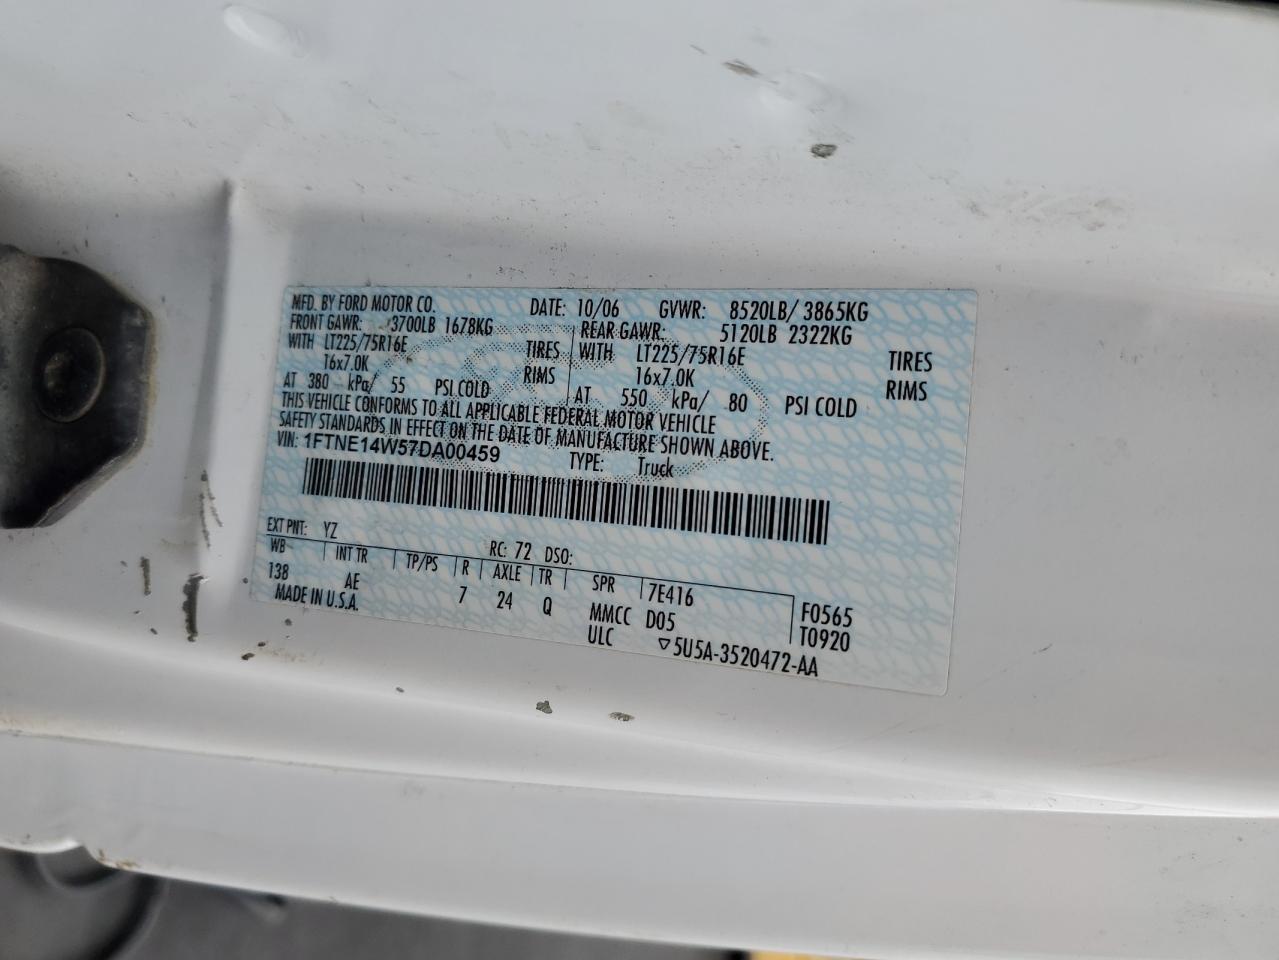 MFD. BY FORD MOTOR CO. DATE: 10/06 GVWR: 8520LB/ 3865KG
FRONT GAWR: 3700LB 1678KG REAR GAWR: 5120LB 2322KG
WITH LT225/75R16E TIRES WITH LT225/75R16E TIRES
16x7.0K RIMS 16x7.0K RIMS
AT 380 kPa/ 55 PSI COLD AT 550 kPa/ 80 PSI COLD
THIS VEHICLE CONFORMS TO ALL APPLICABLE FEDERAL MOTOR VEHICLE
SAFETY STANDARDS IN EFFECT ON THE DATE OF MANUFACTURE SHOWN ABOVE.
VIN: 1FTNE14W57DA00459 TYPE: Truck
EXT PNT: YZ RC: 72 DSO:
WB INT TR TP/PS R AXLE TR SPR 7E416 F0565
138 AE 7 24 Q MMCC D05 T0920
MADE IN U.S.A. ULC ▽5U5A-3520472-AA